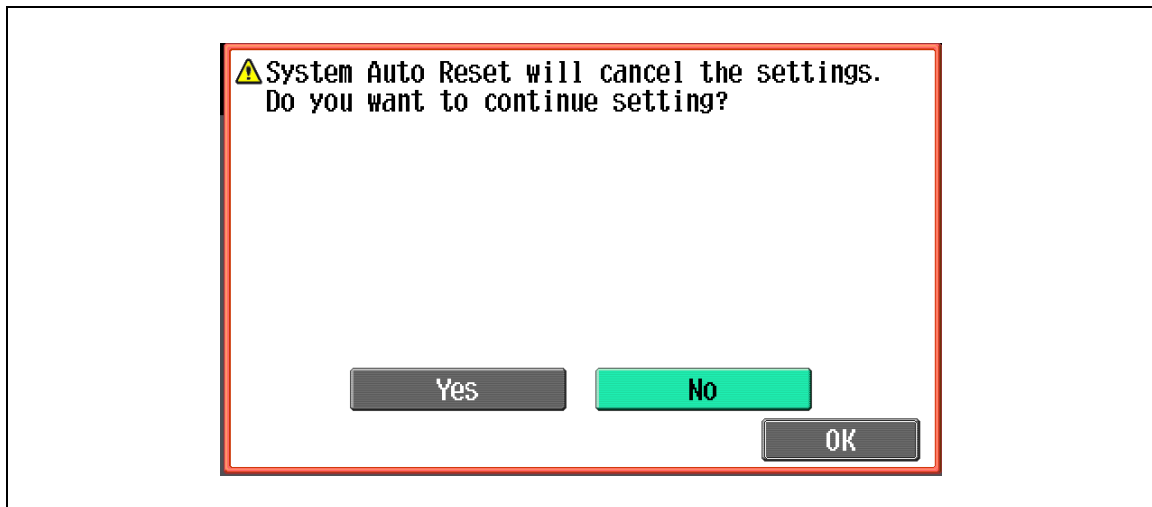 System Auto Reset will cancel the settings.
Do you want to continue setting?
Yes
No
OK